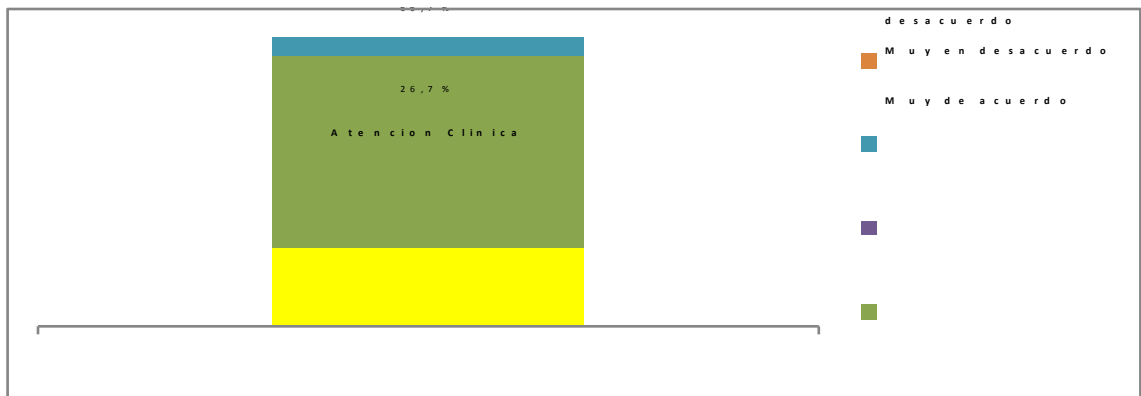 26,7 %
Atencion Clinica
desacuerdo
Muy en desacuerdo
Muy de acuerdo